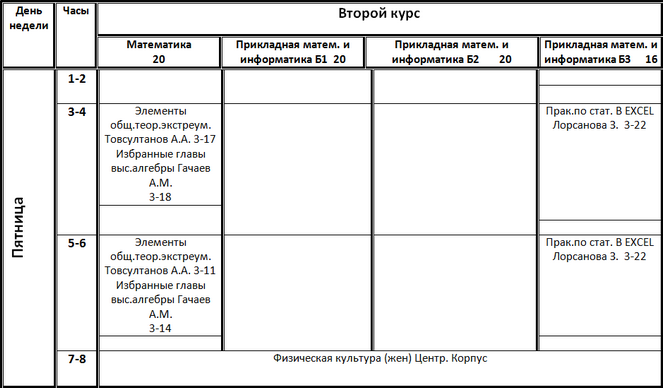 День недели
Часы
Второй курс
Математика
20
Прикладная матем. и
информатика Б1 20
Прикладная матем. и
информатика Б2 20
Прикладная матем. и
информатика Б3 16
Пятница
1-2
3-4
Элементы
общ.теор.экстреум.
Товсултанов А.А. 3-17
Избранные главы
выс.алгебры Гачаев
А.М.
3-18
Прак.по стат. В EXCEL
Лорсанова З. 3-22
5-6
Элементы
общ.теор.экстреум.
Товсултанов А.А. 3-11
Избранные главы
выс.алгебры Гачаев
А.М.
3-14
Прак.по стат. В EXCEL
Лорсанова З. 3-22
7-8
Физическая культура (жен) Центр. Корпус